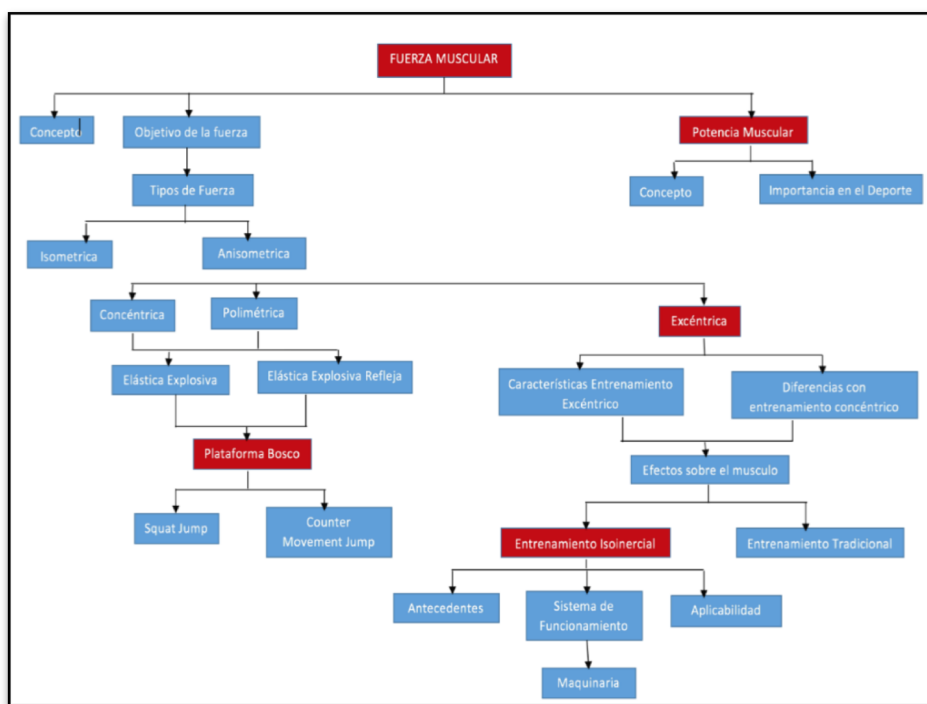 FUERZA MUSCULAR
Concepto
Objetivo de la fuerza
Potencia Muscular
Tipos de Fuerza
Concepto
Importancia en el Deporte
Isometrica
Anisometrica
Concéntrica
Polimétrica
Excéntrica
Elástica Explosiva
Elástica Explosiva Refleja
Características Entrenamiento
Excéntrico
Diferencias con
entrenamiento concéntrico
Plataforma Bosco
Efectos sobre el musculo
Squat Jump
Counter
Movement Jump
Entrenamiento Isoinercial
Entrenamiento Tradicional
Antecedentes
Sistema de
Funcionamiento
Aplicabilidad
Maquinaria